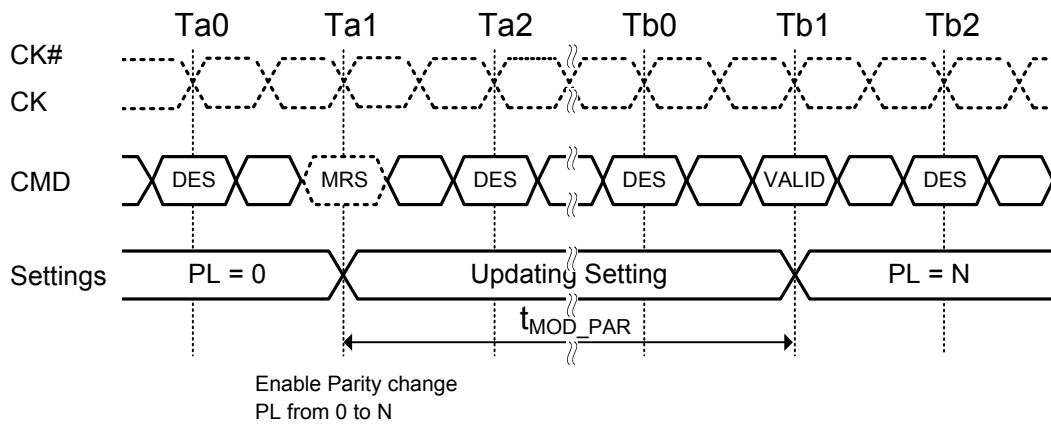 Ta0 Ta1 Ta2 Tb0 Tb1 Tb2
CK#
CK
CMD DES MRS DES DES VALID DES
Settings PL = 0 Updating Setting PL = N
tMOD_PAR
Enable Parity change
PL from 0 to N